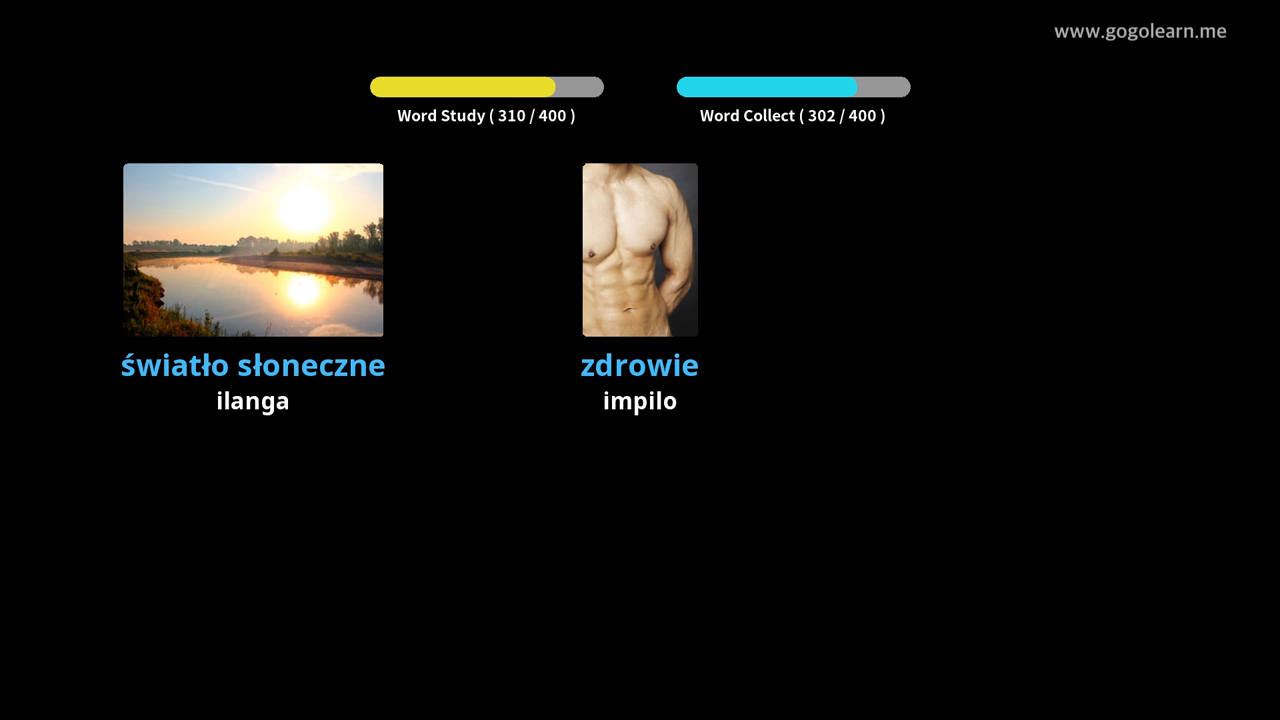 www.gogolearn.me
Word Study ( 310 / 400 )
Word Collect ( 302 / 400 )
światło słoneczne
ilanga
zdrowie
impilo